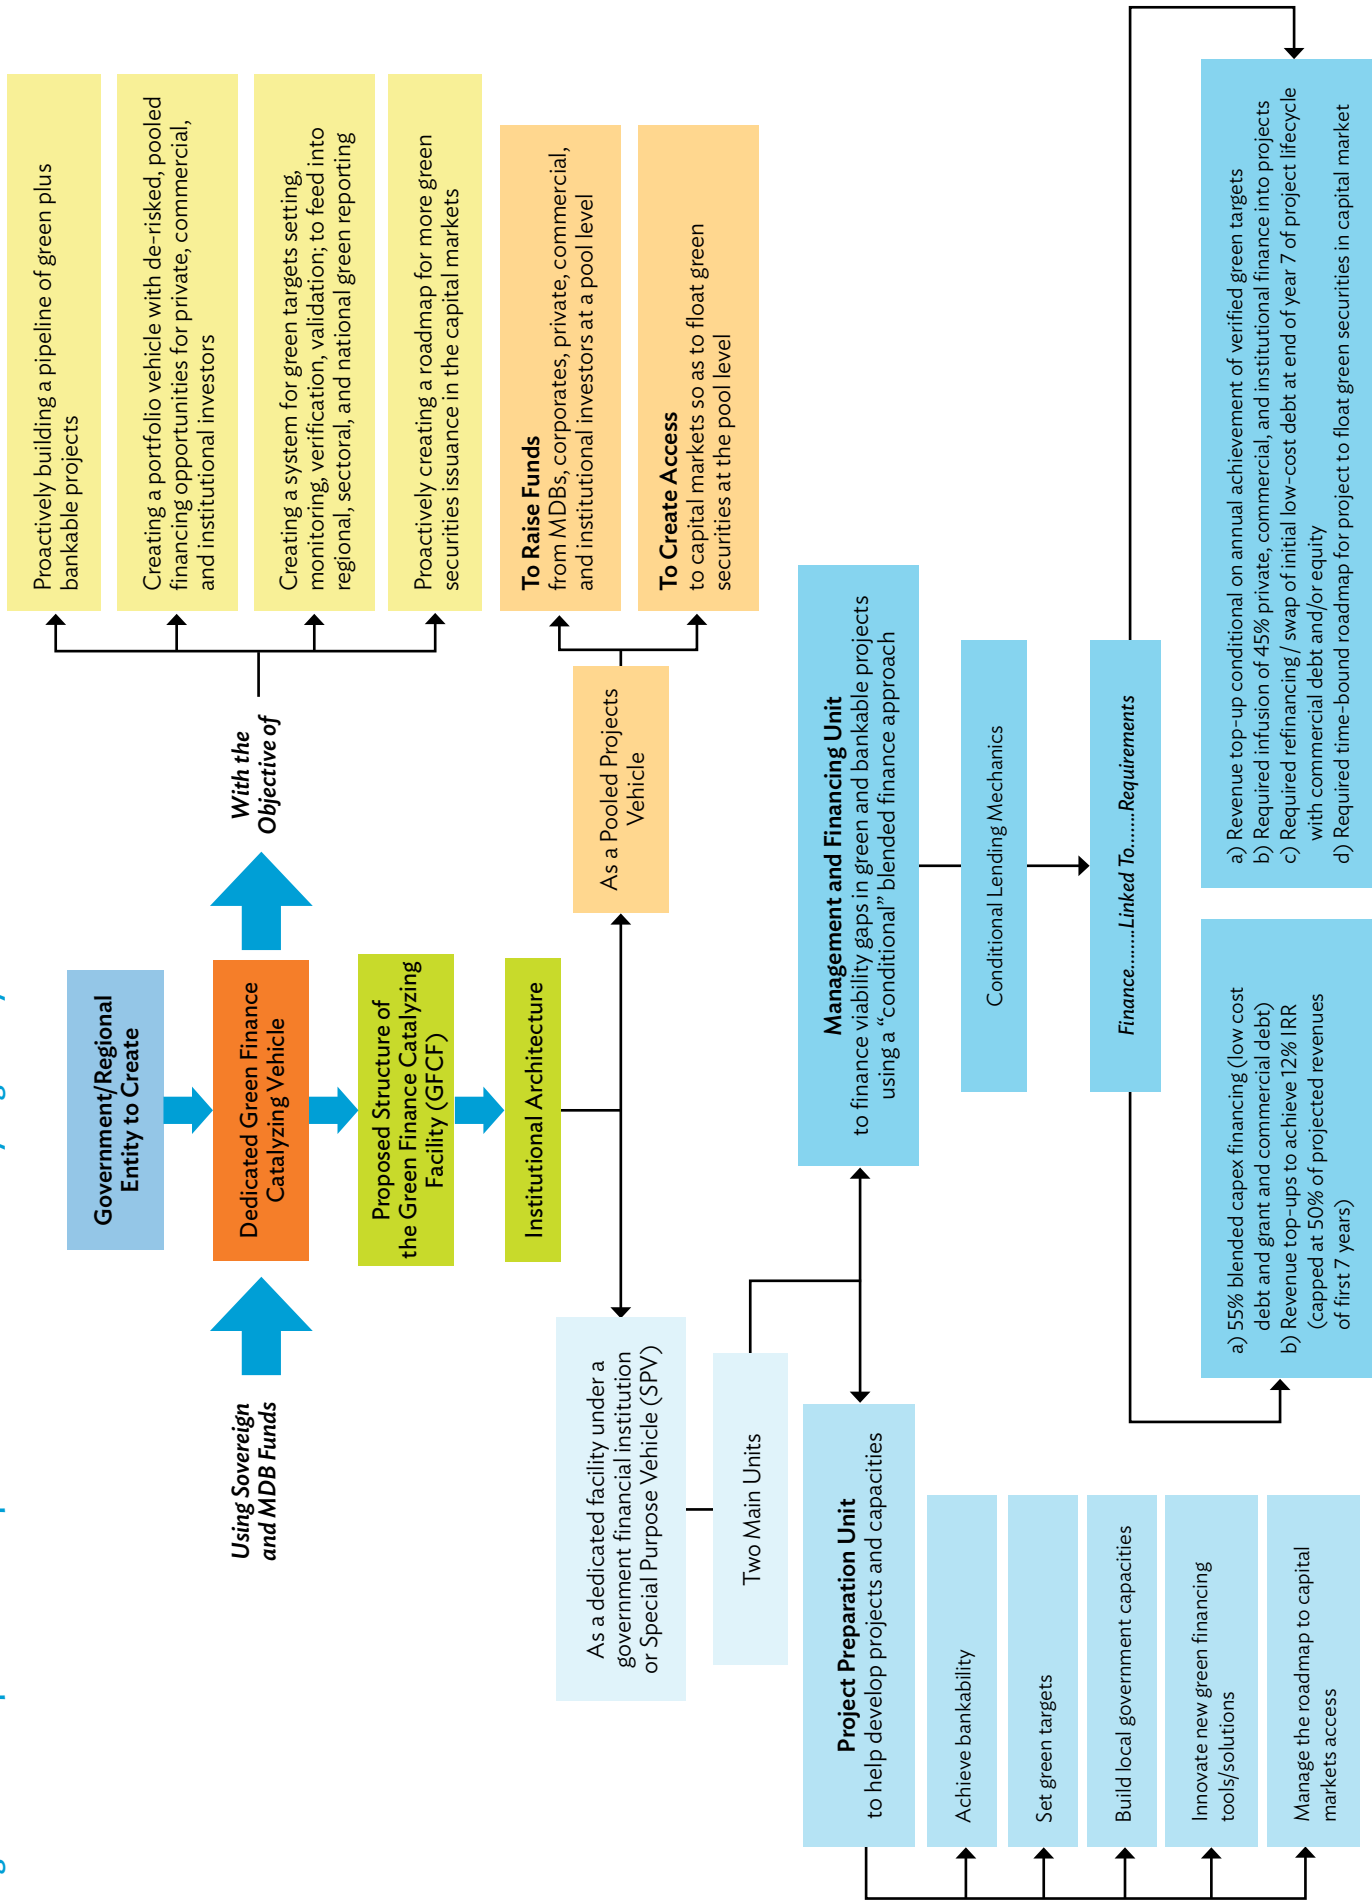 Government/Regional
Entity to Create
Using Sovereign
and MDB Funds
Dedicated Green Finance
Catalyzing Vehicle
With the
Objective of
Proactively building a pipeline of green plus
bankable projects
Creating a portfolio vehicle with de-risked, pooled
financing opportunities for private, commercial,
and institutional investors
Creating a system for green targets setting,
monitoring, verification, validation; to feed into
regional, sectoral, and national green reporting
Proactively creating a roadmap for more green
securities issuance in the capital markets
Proposed Structure of
the Green Finance Catalyzing
Facility (GFCF)
Institutional Architecture
As a dedicated facility under a
government financial institution
or Special Purpose Vehicle (SPV)
As a Pooled Projects
Vehicle
To Raise Funds
from MDBs, corporates, private, commercial,
and institutional investors at a pool level
To Create Access
to capital markets so as to float green
securities at the pool level
Two Main Units
Project Preparation Unit
to help develop projects and capacities
Achieve bankability
Set green targets
Build local government capacities
Innovate new green financing
tools/solutions
Manage the roadmap to capital
markets access
Management and Financing Unit
to finance viability gaps in green and bankable projects
using a “conditional” blended finance approach
Conditional Lending Mechanics
Finance.......Linked To.......Requirements
a) 55% blended capex financing (low cost
debt and grant and commercial debt)
b) Revenue top-ups to achieve 12% IRR
(capped at 50% of projected revenues
of first 7 years)
a) Revenue top-up conditional on annual achievement of verified green targets
b) Required infusion of 45% private, commercial, and institutional finance into projects
c) Required refinancing / swap of initial low-cost debt at end of year 7 of project lifecycle
with commercial debt and/or equity
d) Required time-bound roadmap for project to float green securities in capital market